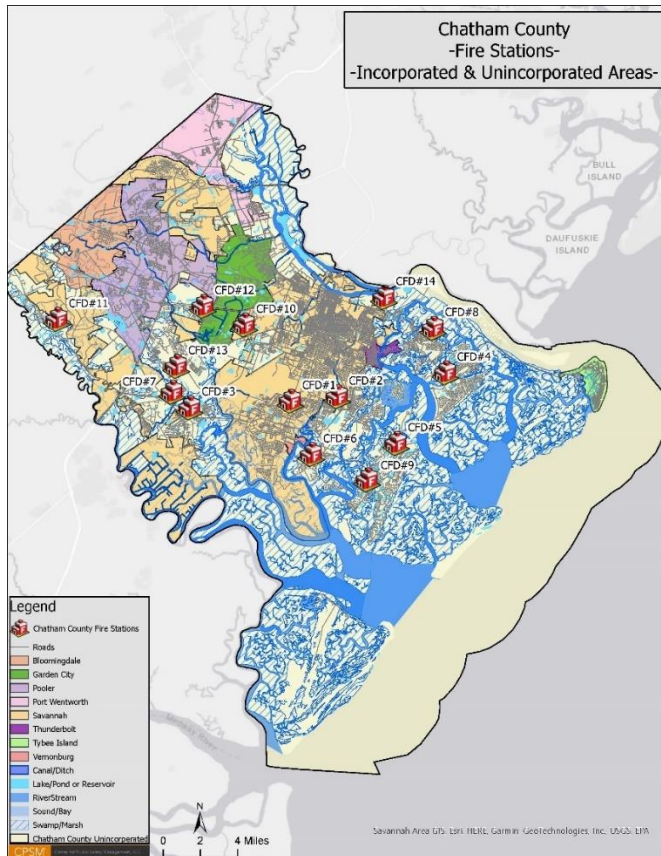 Chatham County
-Fire Stations-
-Incorporated & Unincorporated Areas-
BULL
ISLAND
DAUFUSKIE
ISLAND
CFD#14
CFD#12
CFD#11
CFD#10
CFD#8
CFD#13
CFD#4
CFD#7
CFD#3
CFD#1
CFD#2
CFD#5
CFD#6
CFD#9
Legend
Chatham County Fire Stations
Roads
Bloomingdale
Garden City
Pooler
Port Wentworth
Savannah
Thunderbolt
Tybee Island
Vernonburg
Canal/Ditch
Lake/Pond or Reservoir
RiverStream
Sound/Bay
Swamp/Marsh
Chatham County Unincorporated
CPSM
River
N
0 2 4 Miles
Savannah Area GIS, Esri, HERE, Garmin, GeoTechnologies, Inc., USGS, EPA